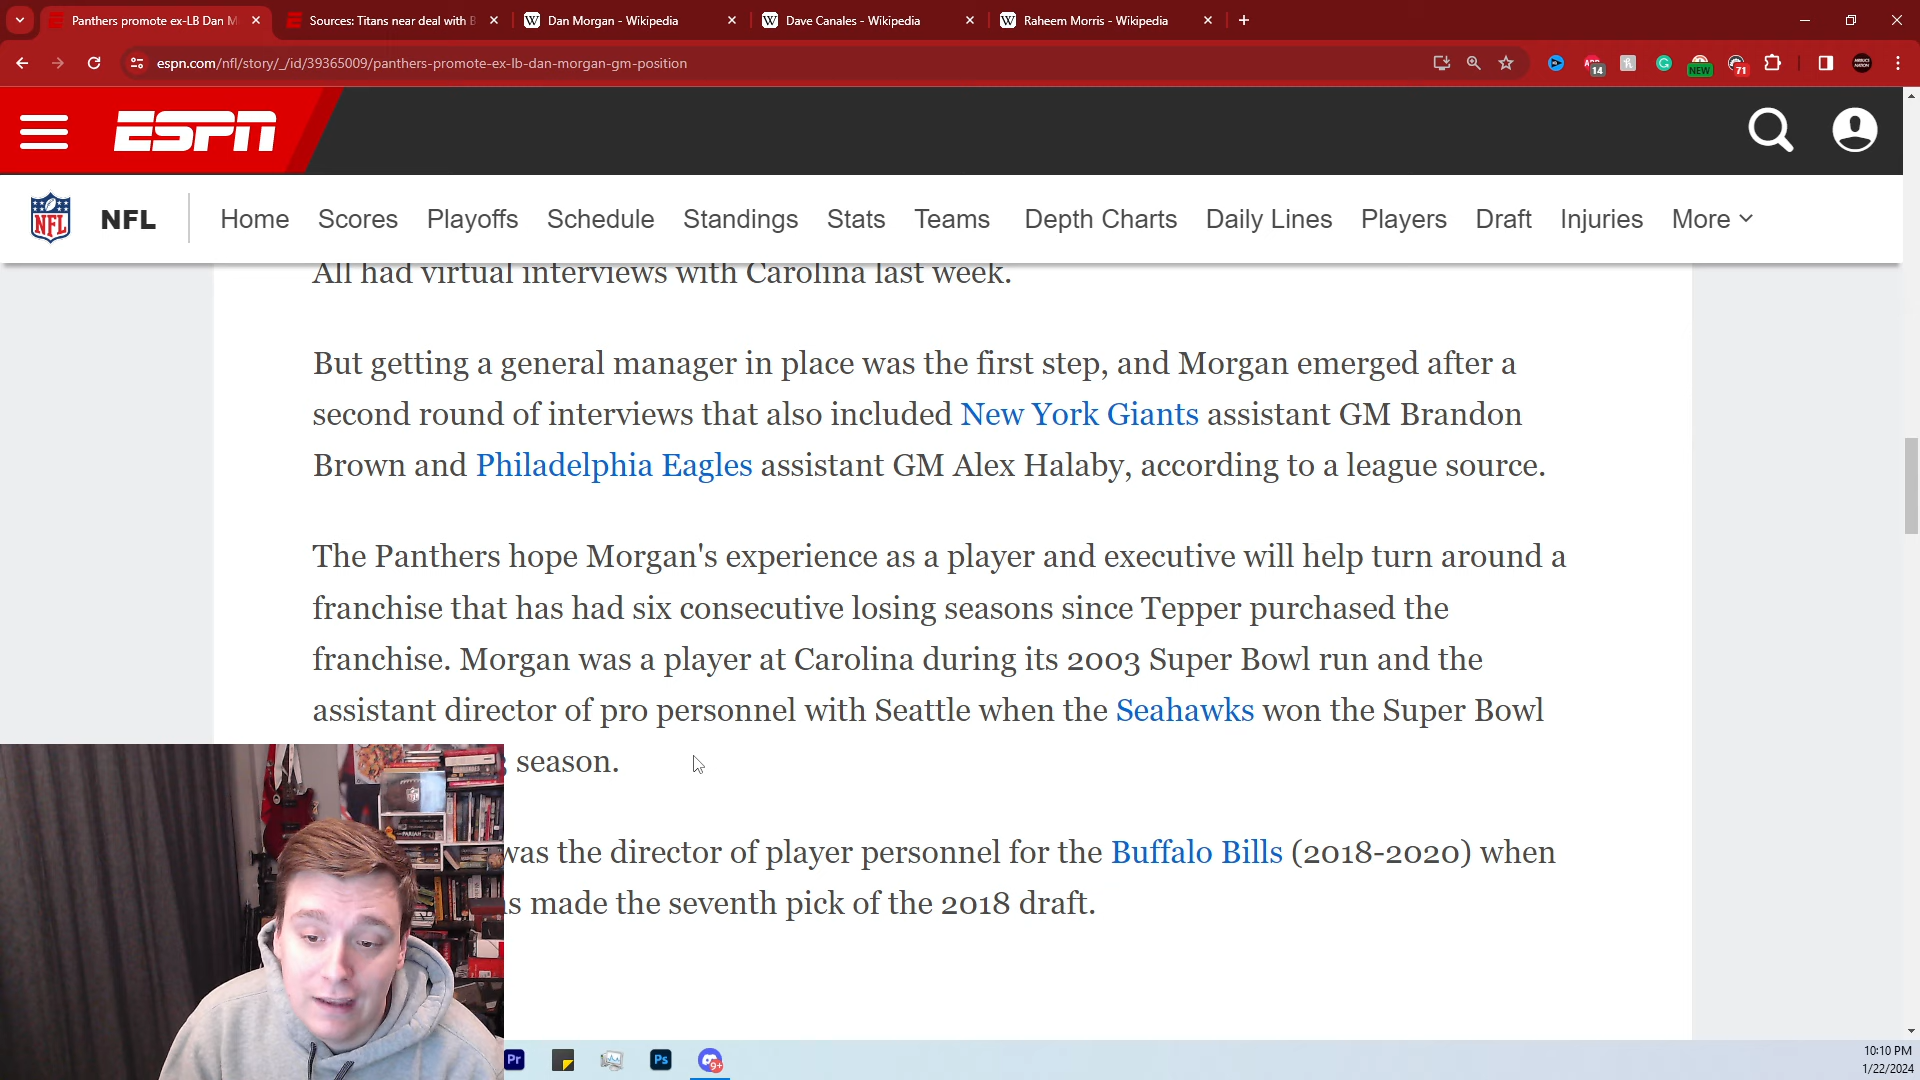 Panthers promote ex-LB Dan M
Sources: Titans near deal with B
Dan Morgan - Wikipedia
Dave Canales - Wikipedia
Raheem Morris - Wikipedia
espn.com/nfl/story/_/id/39365009/panthers-promote-ex-lb-dan-morgan-gm-position
14
NEW
71
ESPN
NFL
NFL
Home Scores Playoffs Schedule Standings Stats Teams Depth Charts Daily Lines Players Draft Injuries More
All had virtual interviews with Carolina last week.
But getting a general manager in place was the first step, and Morgan emerged after a
second round of interviews that also included New York Giants assistant GM Brandon
Brown and Philadelphia Eagles assistant GM Alex Halaby, according to a league source.
The Panthers hope Morgan's experience as a player and executive will help turn around a
franchise that has had six consecutive losing seasons since Tepper purchased the
franchise. Morgan was a player at Carolina during its 2003 Super Bowl run and the
assistant director of pro personnel with Seattle when the Seahawks won the Super Bowl
season.
was the director of player personnel for the Buffalo Bills (2018-2020) when
made the seventh pick of the 2018 draft.
Pr
Ps
9+
10:10 PM
1/22/2024